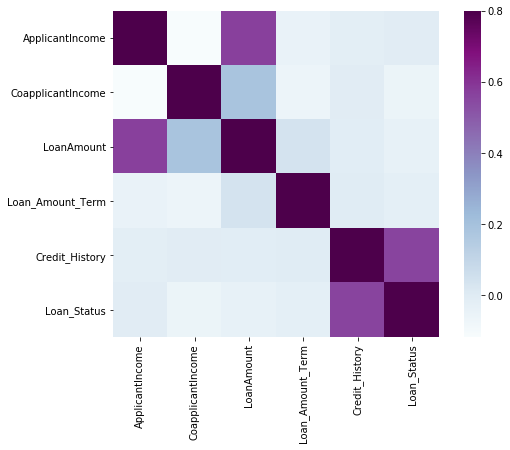 ApplicantIncome
CoapplicantIncome
LoanAmount
Loan_Amount_Term
Credit_History
Loan_Status
ApplicantIncome
CoapplicantIncome
LoanAmount
Loan_Amount_Term
Credit_History
Loan_Status
0.8
0.6
0.4
0.2
0.0